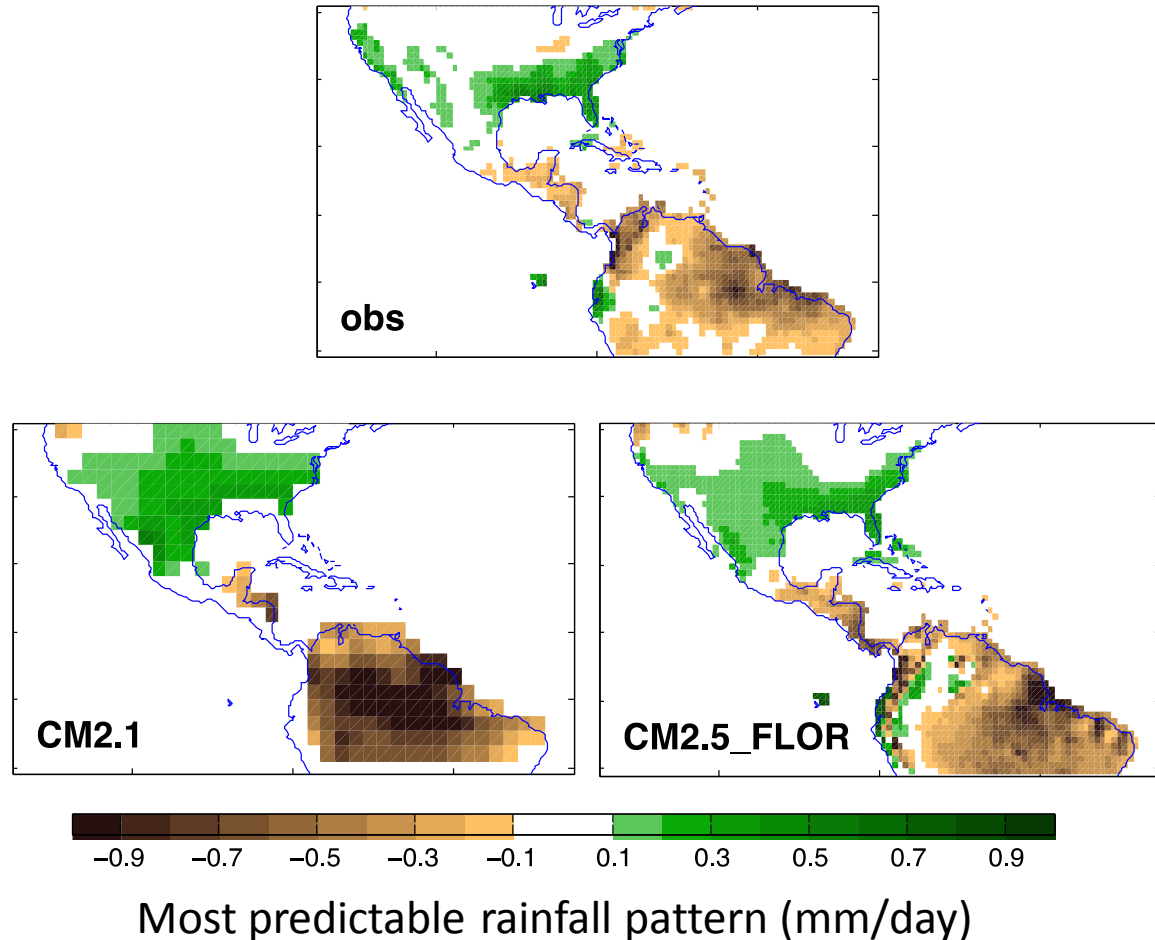 obs
CM2.1
CM2.5_FLOR
−0.9 −0.7 −0.5 −0.3 −0.1 0.1 0.3 0.5 0.7 0.9
Most predictable rainfall pattern (mm/day)